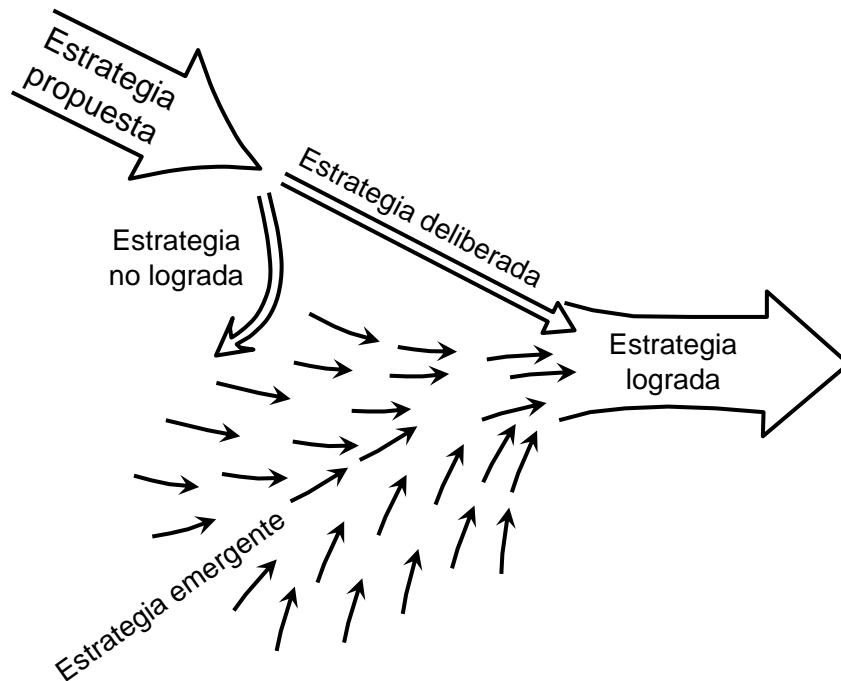 Estrategia
propuesta
Estrategia deliberada
Estrategia
no lograda
Estrategia
lograda
Estrategia emergente